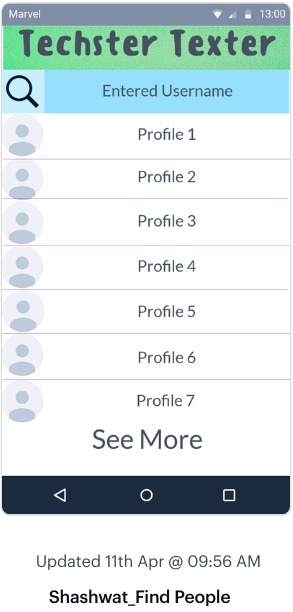 Marvel 13:00
Techster Texter
Entered Username
Profile 1
Profile 2
Profile 3
Profile 4
Profile 5
Profile 6
Profile 7
See More
Updated 11th Apr @ 09:56 AM
Shashwat_Find People